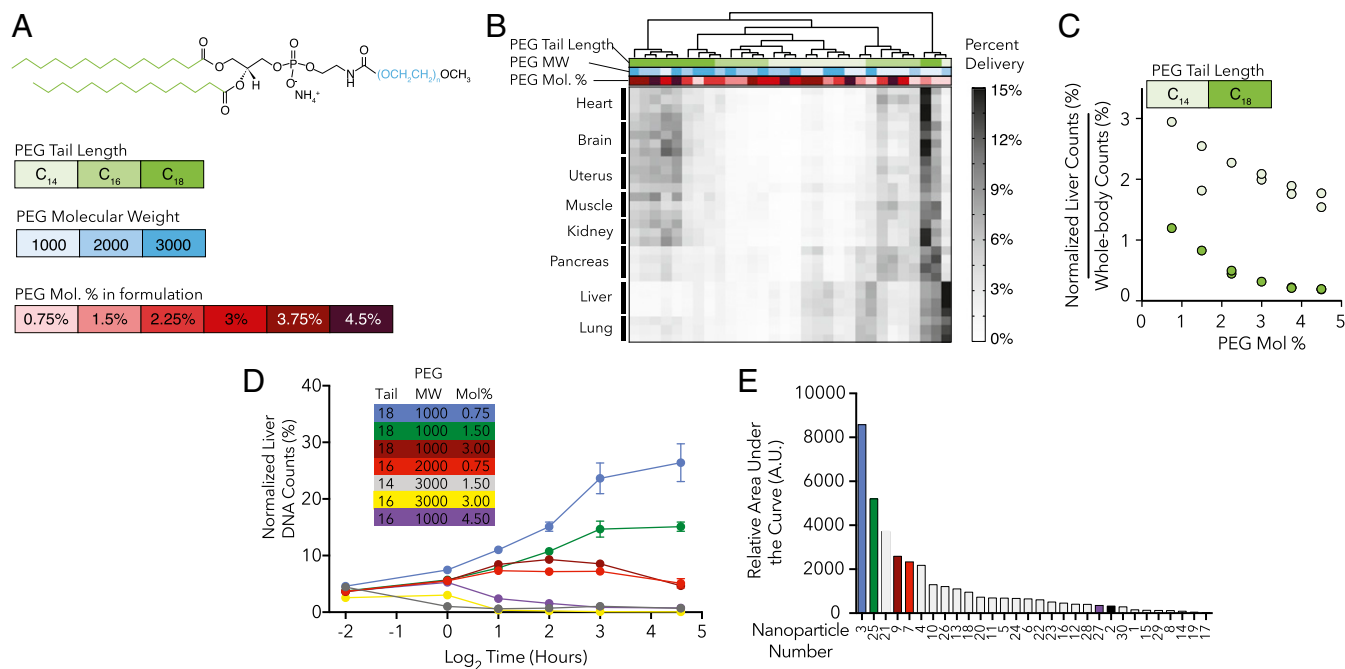 A
O
O
H
O
O
P
O
O⁻
NH₄⁺
O
N
H
O
(OCH₂CH₂)ₙOCH₃
O
PEG Tail Length
C₁₄ C₁₆ C₁₈
PEG Molecular Weight
1000 2000 3000
PEG Mol. % in formulation
0.75% 1.5% 2.25% 3% 3.75% 4.5%
B
PEG Tail Length
PEG MW
PEG Mol. %
Heart
Brain
Uterus
Muscle
Kidney
Pancreas
Liver
Lung
Percent
Delivery
15%
12%
9%
6%
3%
0%
C
PEG Tail Length
C₁₄ C₁₈
Normalized Liver Counts (%)
Whole-body Counts (%)
3
2
1
0
0 1 2 3 4 5
PEG Mol %
D
Normalized Liver
DNA Counts (%)
40
30
20
10
0
PEG
Tail MW Mol%
18 1000 0.75
18 1000 1.50
18 1000 3.00
16 2000 0.75
14 3000 1.50
16 3000 3.00
16 1000 4.50
-2 -1 0 1 2 3 4 5
Log₂ Time (Hours)
E
Relative Area Under
the Curve (A.U.)
10000
8000
6000
4000
2000
0
Nanoparticle
Number
3 25 21 9 7 4 10 26 13 18 20 11 5 24 6 22 23 16 12 28 27 2 30 1 15 29 8 14 19 17